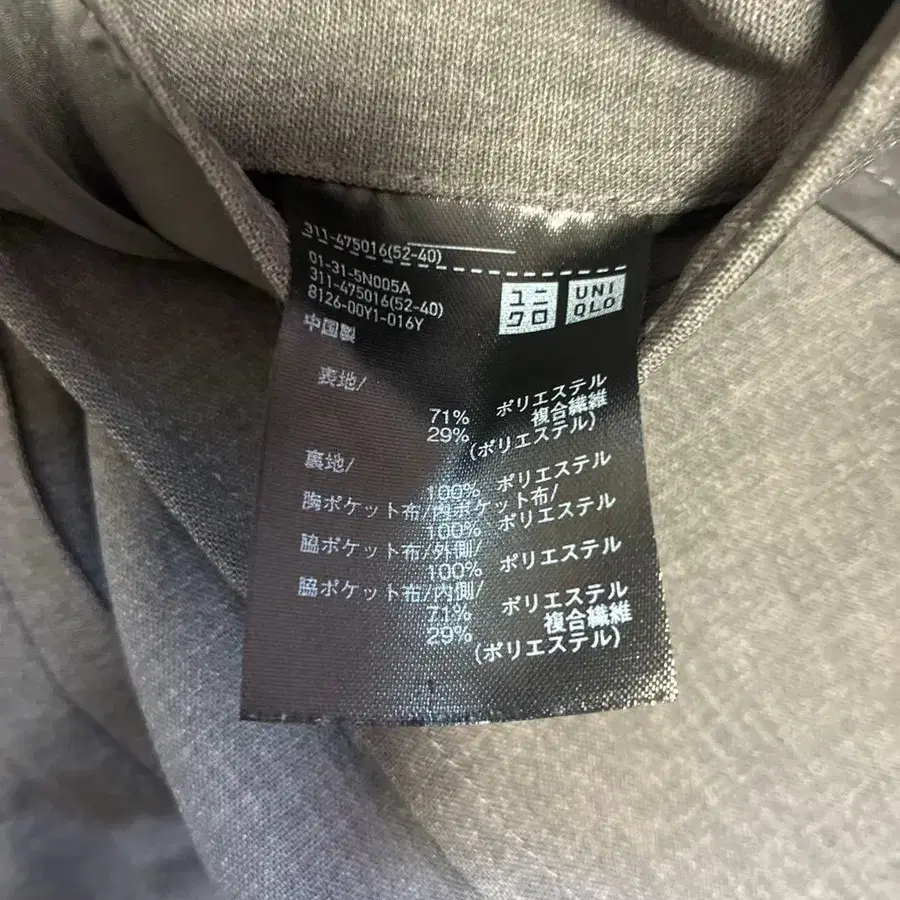 311-475016(52-40)
01-31-5N005A
311-475016(52-40)
8126-00Y1-016Y
中国製
ユニ
クロ
UNI
QLO
表地/
71% ポリエステル
29% 複合繊維
(ポリエステル)
裏地/
100% ポリエステル
胸ポケット布/内ポケット布/
100% ポリエステル
脇ポケット布/外側/
100% ポリエステル
脇ポケット布/内側/
71% ポリエステル
29% 複合繊維
(ポリエステル)